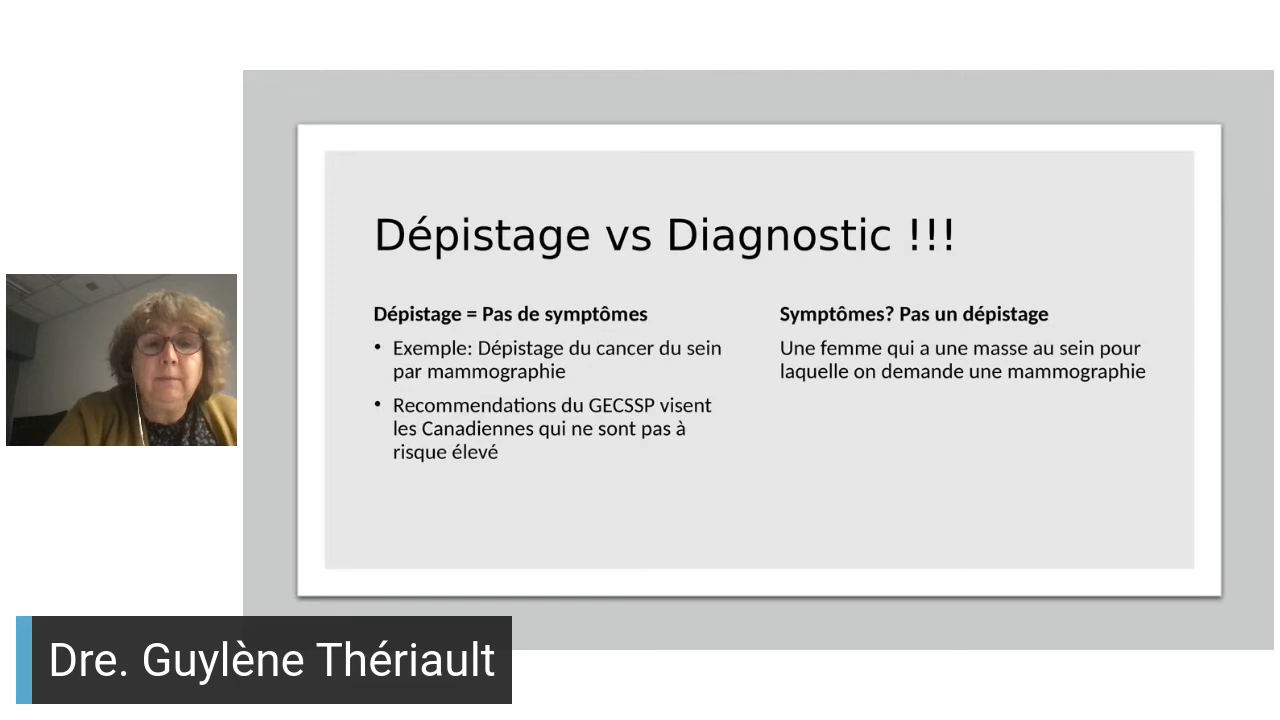 Dépistage vs Diagnostic !!!
Dépistage = Pas de symptômes
• Exemple: Dépistage du cancer du sein
par mammographie
• Recommendations du GECSSP visent
les Canadiennes qui ne sont pas à
risque élevé
Symptômes? Pas un dépistage
Une femme qui a une masse au sein pour
laquelle on demande une mammographie
Dre. Guylène Thériault